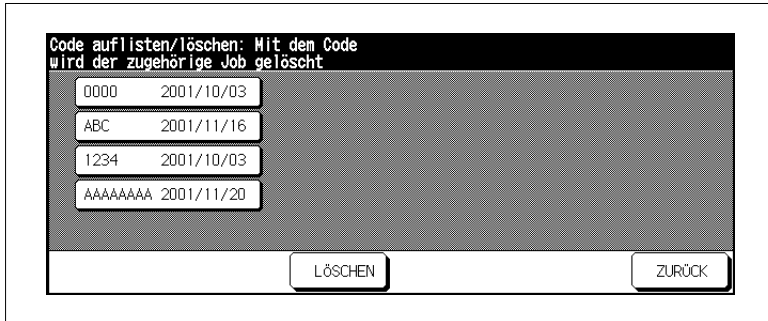 Code auflisten/löschen: Mit dem Code
wird der zugehörige Job gelöscht
0000 2001/10/03
ABC 2001/11/16
1234 2001/10/03
AAAAAAAA 2001/11/20
LÖSCHEN
ZURÜCK